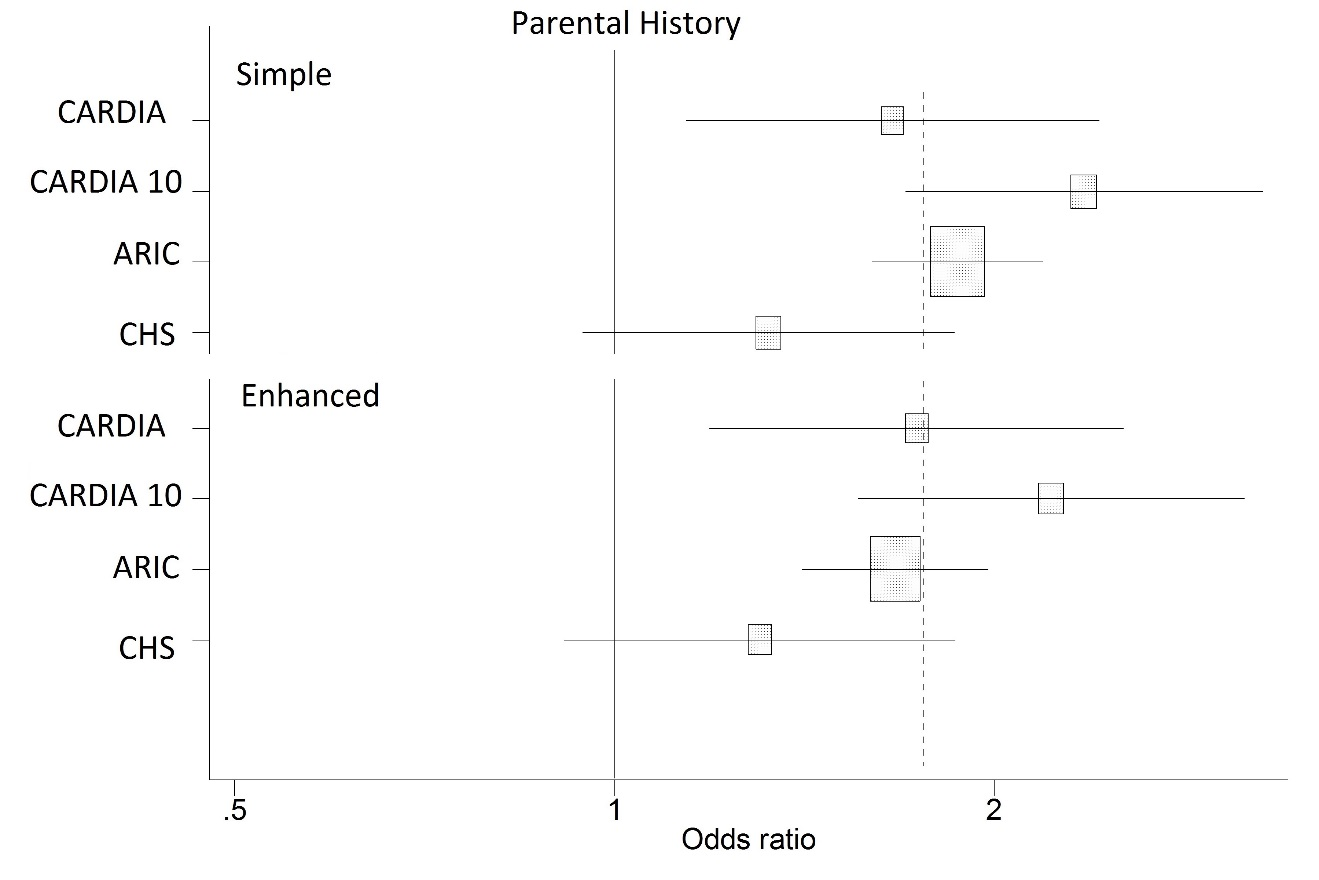 Parental History
Simple
CARDIA
CARDIA 10
ARIC
CHS
Enhanced
CARDIA
CARDIA 10
ARIC
CHS
.5 1 2
Odds ratio